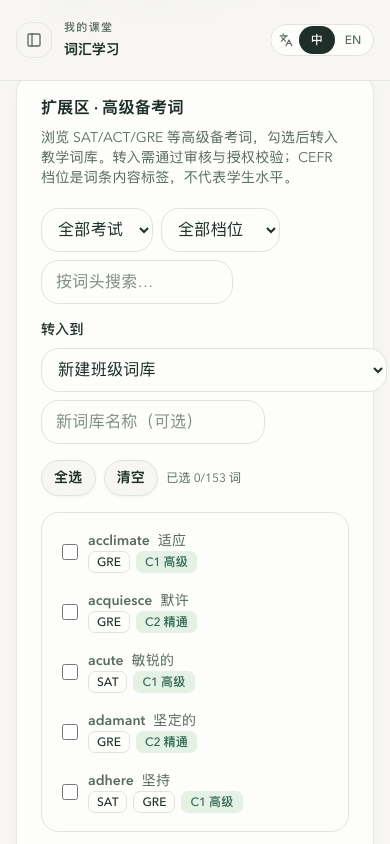 我的课堂
词汇学习
中
EN
扩展区 · 高级备考词
浏览 SAT/ACT/GRE 等高级备考词，勾选后转入
教学词库。转入需通过审核与授权校验；CEFR
档位是词条内容标签，不代表学生水平。
全部考试
全部档位
按词头搜索…
转入到
新建班级词库
新词库名称（可选）
全选
清空
已选 0/153 词
acclimate 适应
GRE
C1 高级
acquiesce 默许
GRE
C2 精通
acute 敏锐的
SAT
C1 高级
adamant 坚定的
GRE
C2 精通
adhere 坚持
SAT
GRE
C1 高级